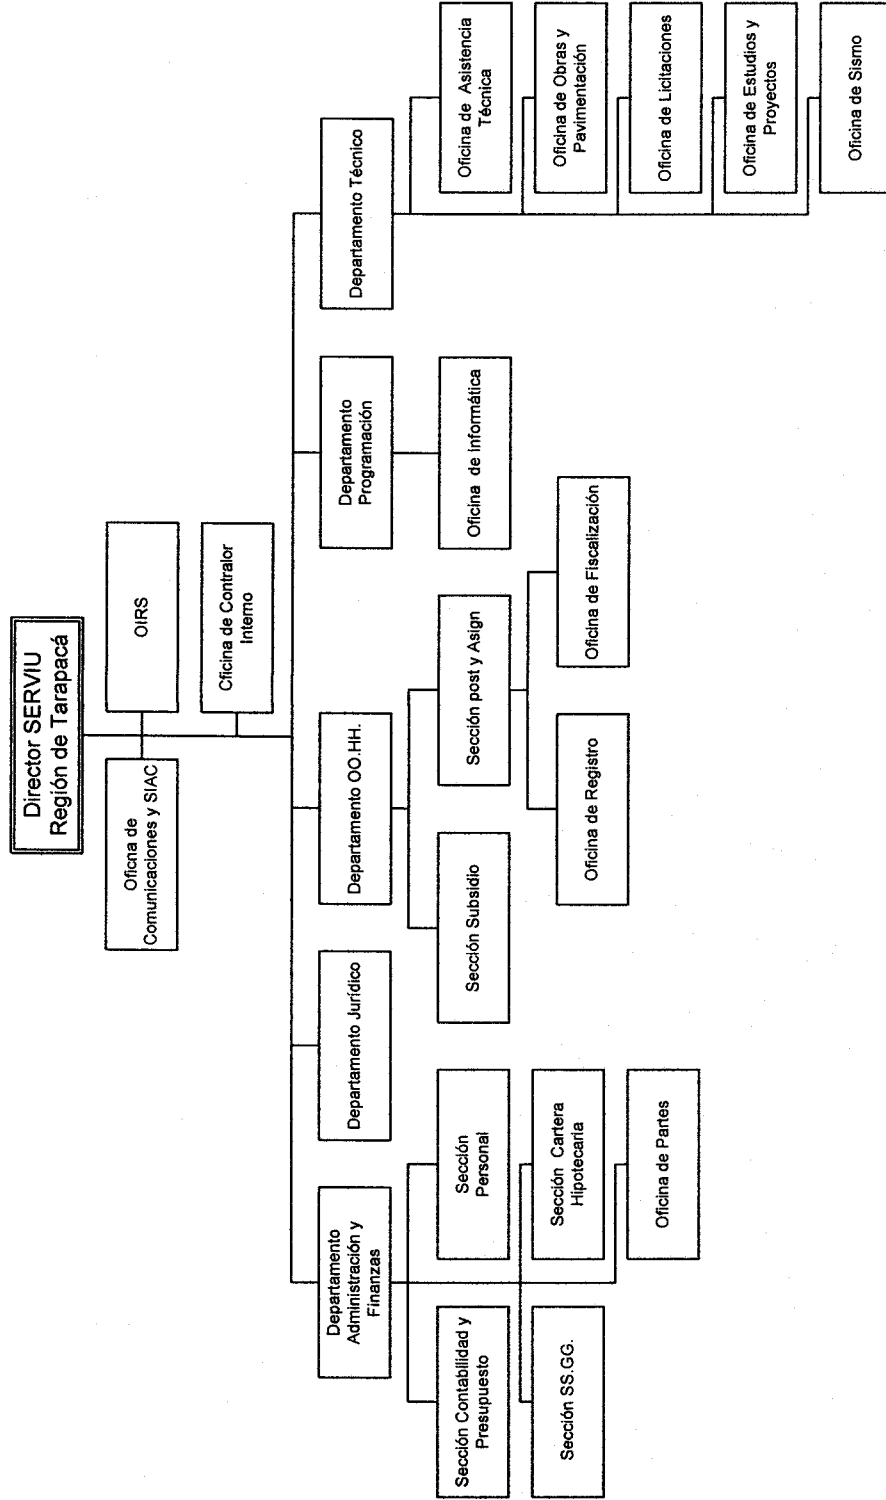 Director SERVIU
Región de Tarapacá
Oficna de
Comunicaciones y SIAC
OIRS
Oficina de Contralor
Interno
Departamento
Administración y
Finanzas
Departamento Jurídico
Departamento OO.HH.
Departamento
Programación
Departamento Técnico
Sección Contabilidad y
Presupuesto
Sección
Personal
Sección SS.GG.
Sección Cartera
Hipotecaria
Oficina de Partes
Sección Subsidio
Sección post y Asign
Oficina de Registro
Oficina de Fiscalización
Oficina de Informática
Oficina de Asistencia
Técnica
Oficina de Obras y
Pavimentación
Oficina de Licitaciones
Oficina de Estudios y
Proyectos
Oficina de Sismo